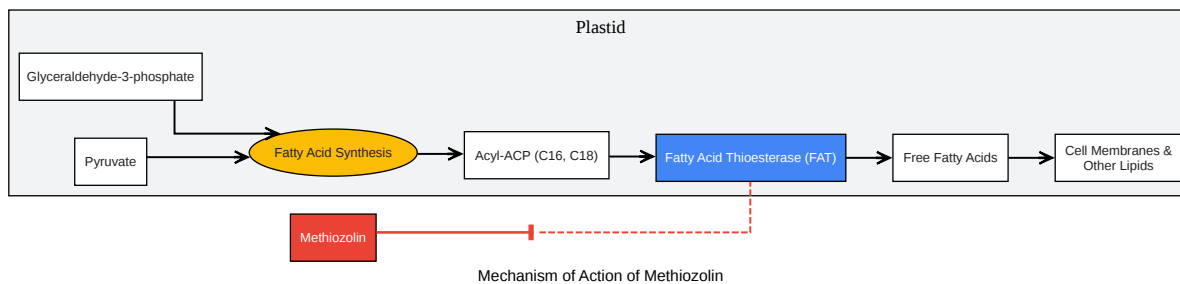 Plastid
Glyceraldehyde-3-phosphate
Pyruvate
Fatty Acid Synthesis
Acyl-ACP (C16, C18)
Fatty Acid Thioesterase (FAT)
Free Fatty Acids
Cell Membranes &
Other Lipids
Methiozolin
Mechanism of Action of Methiozolin